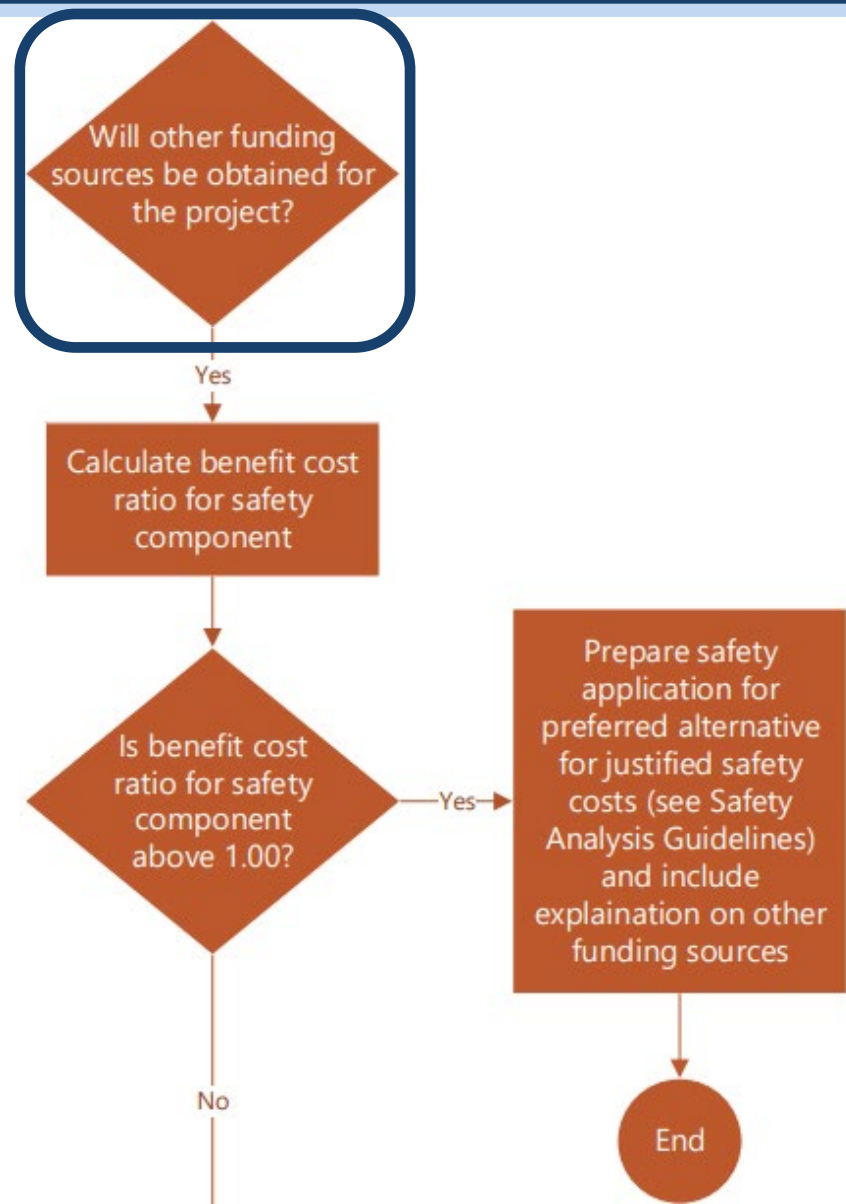 Will other funding
sources be obtained for
the project?
Yes
Calculate benefit cost
ratio for safety
component
Is benefit cost
ratio for safety
component
above 1.00?
Yes
Prepare safety
application for
preferred alternative
for justified safety
costs (see Safety
Analysis Guidelines)
and include
explaination on other
funding sources
No
End